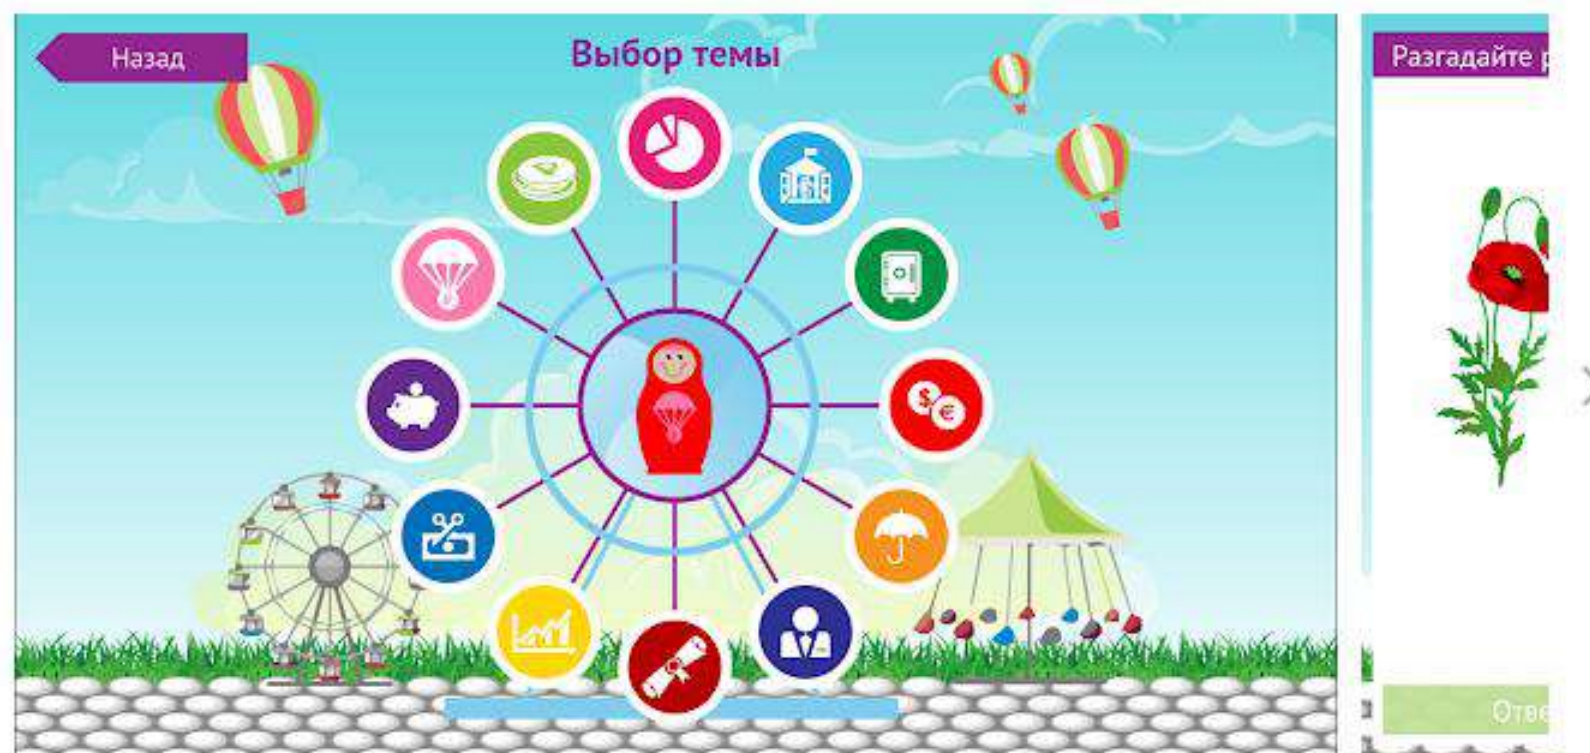 Назад
Выбор темы
Разгадайте
$
€